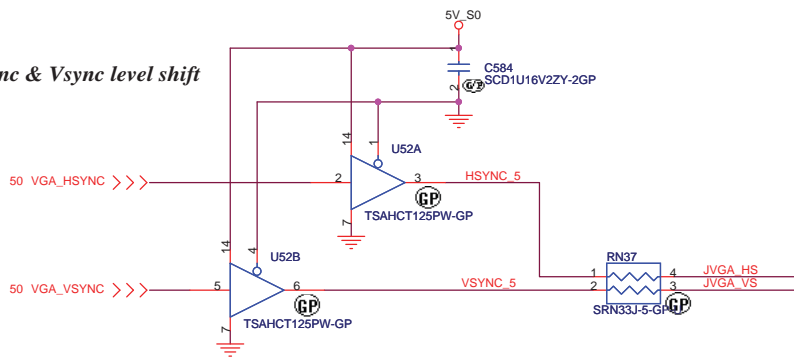 5V_S0
nc & Vsync level shift
1
C584
SCD1U16V2ZY-2GP
2
G/P
14
1
U52A
50 VGA_HSYNC
2
3
HSYNC_5
GP
TSAHCT125PW-GP
7
14
4
U52B
RN37
50 VGA_VSYNC
5
6
VSYNC_5
1
4
JVGA_HS
2
3
JVGA_VS
GP
TSAHCT125PW-GP
SRN33J-5-GP
GP
7